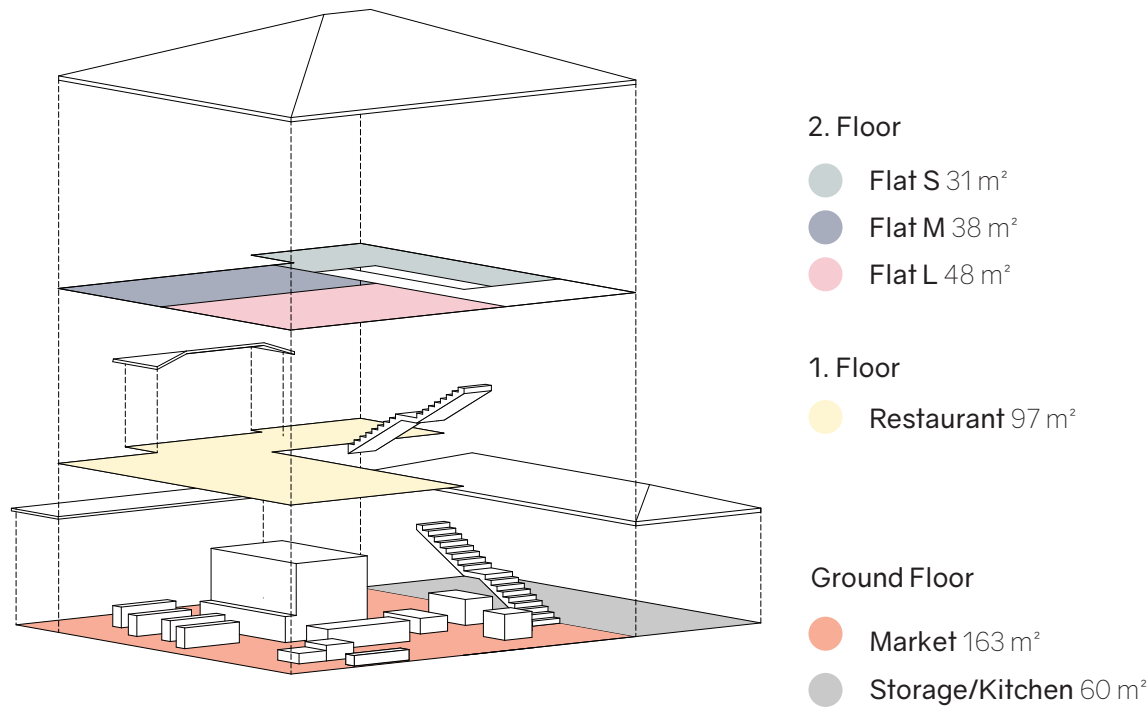 2. Floor
Flat S 31 m²
Flat M 38 m²
Flat L 48 m²
1. Floor
Restaurant 97 m²
Ground Floor
Market 163 m²
Storage/Kitchen 60 m²